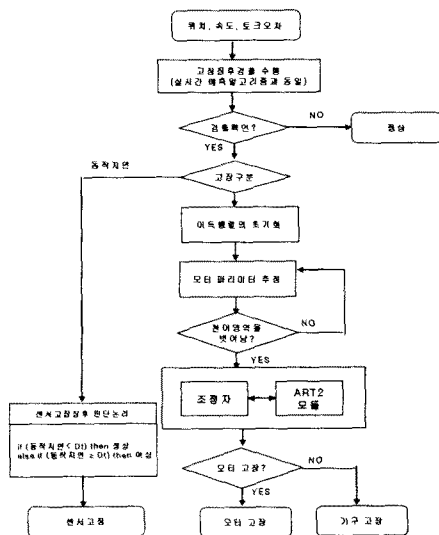 위치, 속도, 토크오차
고장징후검출 수행
(실시간 예측알고리즘과 동일)
검출확인?
NO
정상
YES
동작지연
고장구분
이득행렬의 초기화
모터 파라미터 추정
천이영역을
벗어남?
NO
YES
조정자
ART2
모듈
센서고장징후 판단논리
if (동작지연 < Dt) then 정상
else if (동작지연 ≥ Dt) then 이상
모터 고장?
NO
YES
센서고장
모터 고장
기구 고장